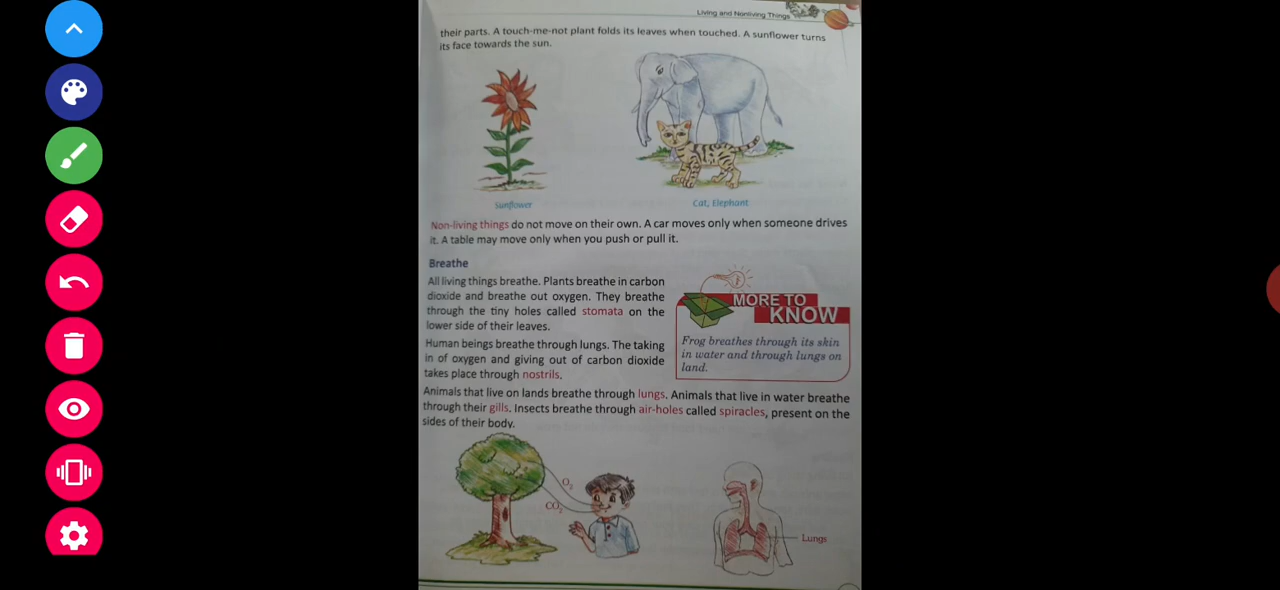 Living and Nonliving Things
their parts. A touch-me-not plant folds its leaves when touched. A sunflower turns
its face towards the sun.
Sunflower
Cat, Elephant
Non-living things do not move on their own. A car moves only when someone drives
it. A table may move only when you push or pull it.
Breathe
All living things breathe. Plants breathe in carbon
dioxide and breathe out oxygen. They breathe
through the tiny holes called stomata on the
lower side of their leaves.
Human beings breathe through lungs. The taking
in of oxygen and giving out of carbon dioxide
takes place through nostrils.
MORE TO
KNOW
Frog breathes through its skin
in water and through lungs on
land.
Animals that live on lands breathe through lungs. Animals that live in water breathe
through their gills. Insects breathe through air-holes called spiracles, present on the
sides of their body.
O2
CO2
Lungs